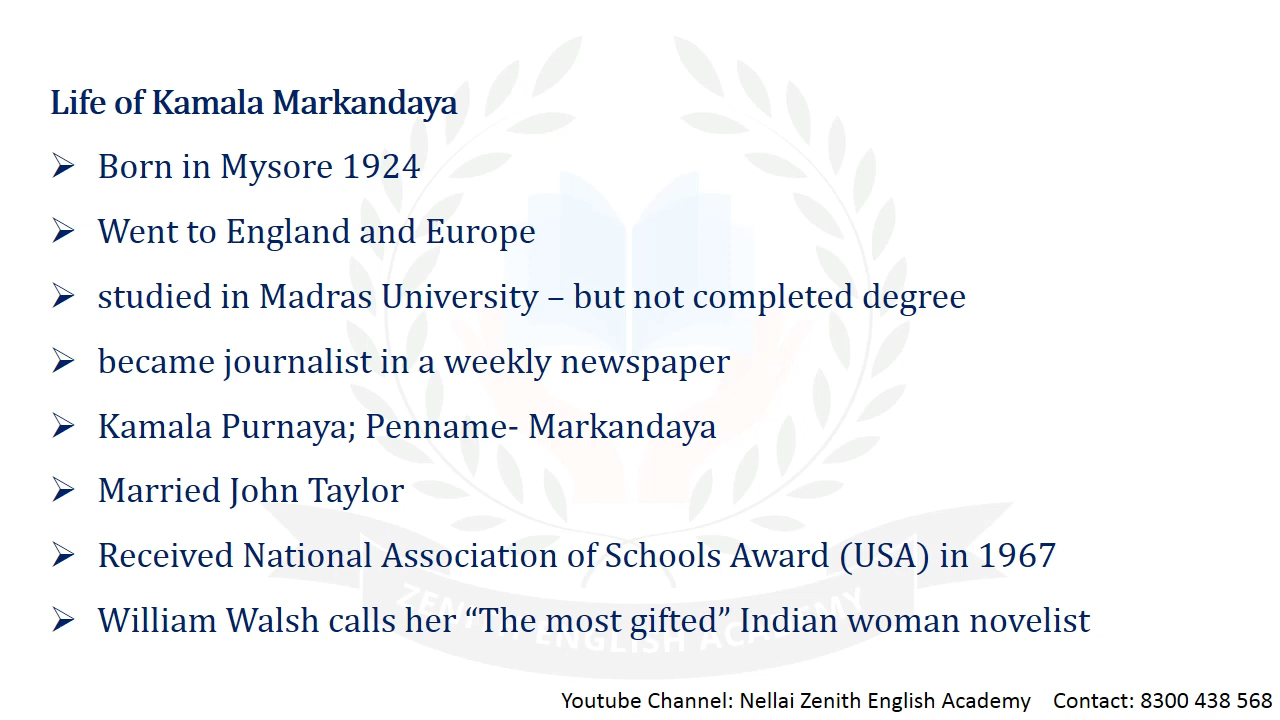 Life of Kamala Markandaya
➢ Born in Mysore 1924
➢ Went to England and Europe
➢ studied in Madras University – but not completed degree
➢ became journalist in a weekly newspaper
➢ Kamala Purnaya; Penname- Markandaya
➢ Married John Taylor
➢ Received National Association of Schools Award (USA) in 1967
➢ William Walsh calls her “The most gifted” Indian woman novelist
ZENITH ENGLISH ACADEMY
Youtube Channel: Nellai Zenith English Academy Contact: 8300 438 568